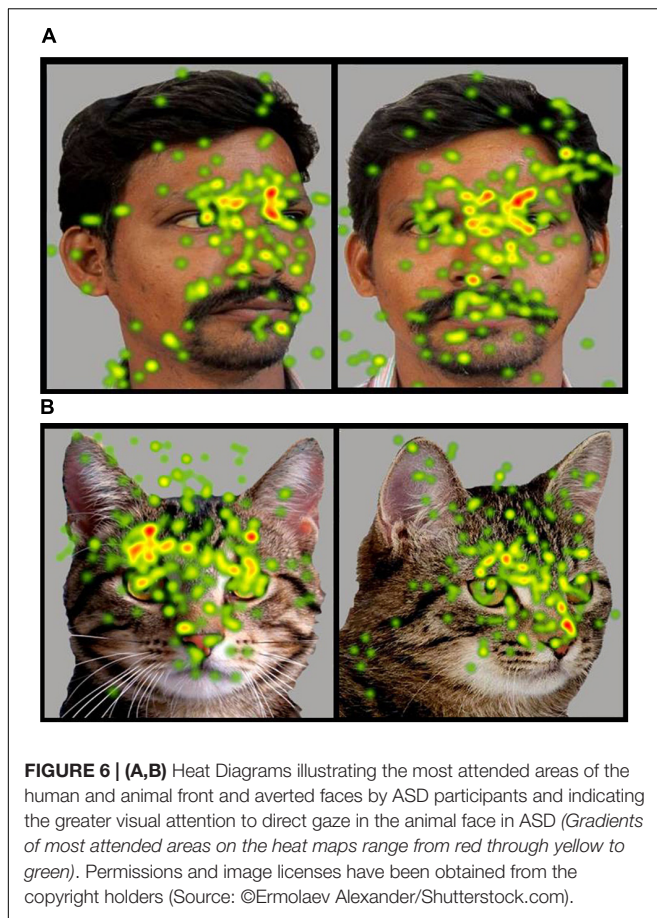 A
B
FIGURE 6 | (A,B) Heat Diagrams illustrating the most attended areas of the
human and animal front and averted faces by ASD participants and indicating
the greater visual attention to direct gaze in the animal face in ASD (Gradients
of most attended areas on the heat maps range from red through yellow to
green). Permissions and image licenses have been obtained from the
copyright holders (Source: ©Ermolaev Alexander/Shutterstock.com).